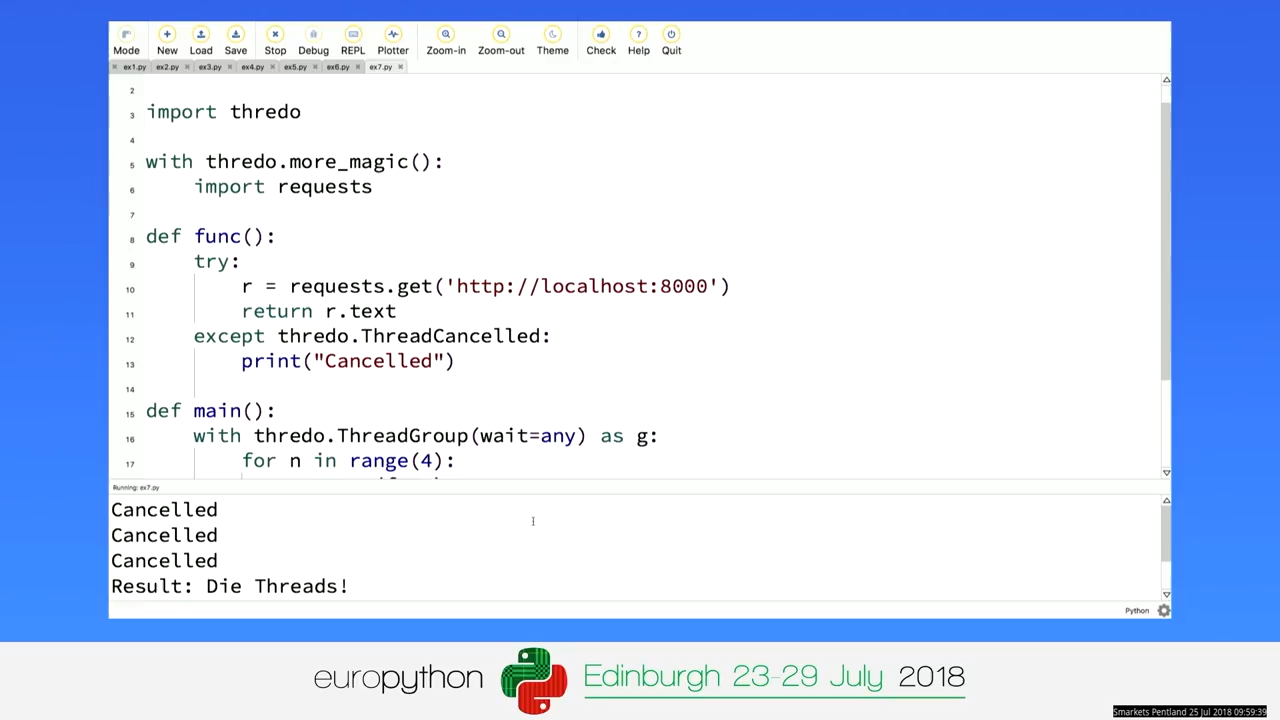 Mode New Load Save Stop Debug REPL Plotter Zoom-in Zoom-out Theme Check Help Quit
ex1.py ex2.py ex3.py ex4.py ex5.py ex6.py ex7.py
2
3 import thredo
4
5 with thredo.more_magic():
6 import requests
7
8 def func():
9 try:
10 r = requests.get('http://localhost:8000')
11 return r.text
12 except thredo.ThreadCancelled:
13 print("Cancelled")
14
15 def main():
16 with thredo.ThreadGroup(wait=any) as g:
17 for n in range(4):
Running: ex7.py
Cancelled
Cancelled
Cancelled
Result: Die Threads!
Python
europython Edinburgh 23-29 July 2018
Smarkets Pentland 25 Jul 2018 09:59:39